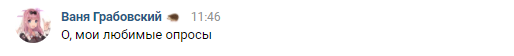 Ваня Грабовский 11:46
О, мои любимые опросы